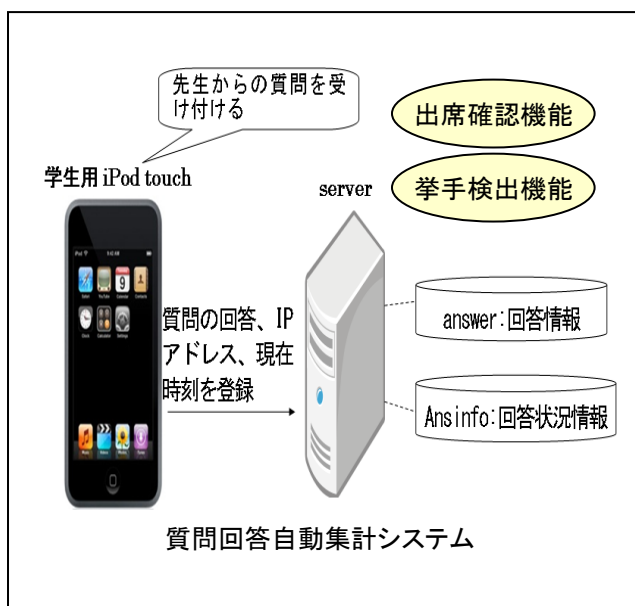 先生からの質問を受
け付ける
出席確認機能
学生用 iPod touch
server
挙手検出機能
質問の回答、IP
アドレス、現在
時刻を登録
answer：回答情報
Ansinfo：回答状況情報
質問回答自動集計システム